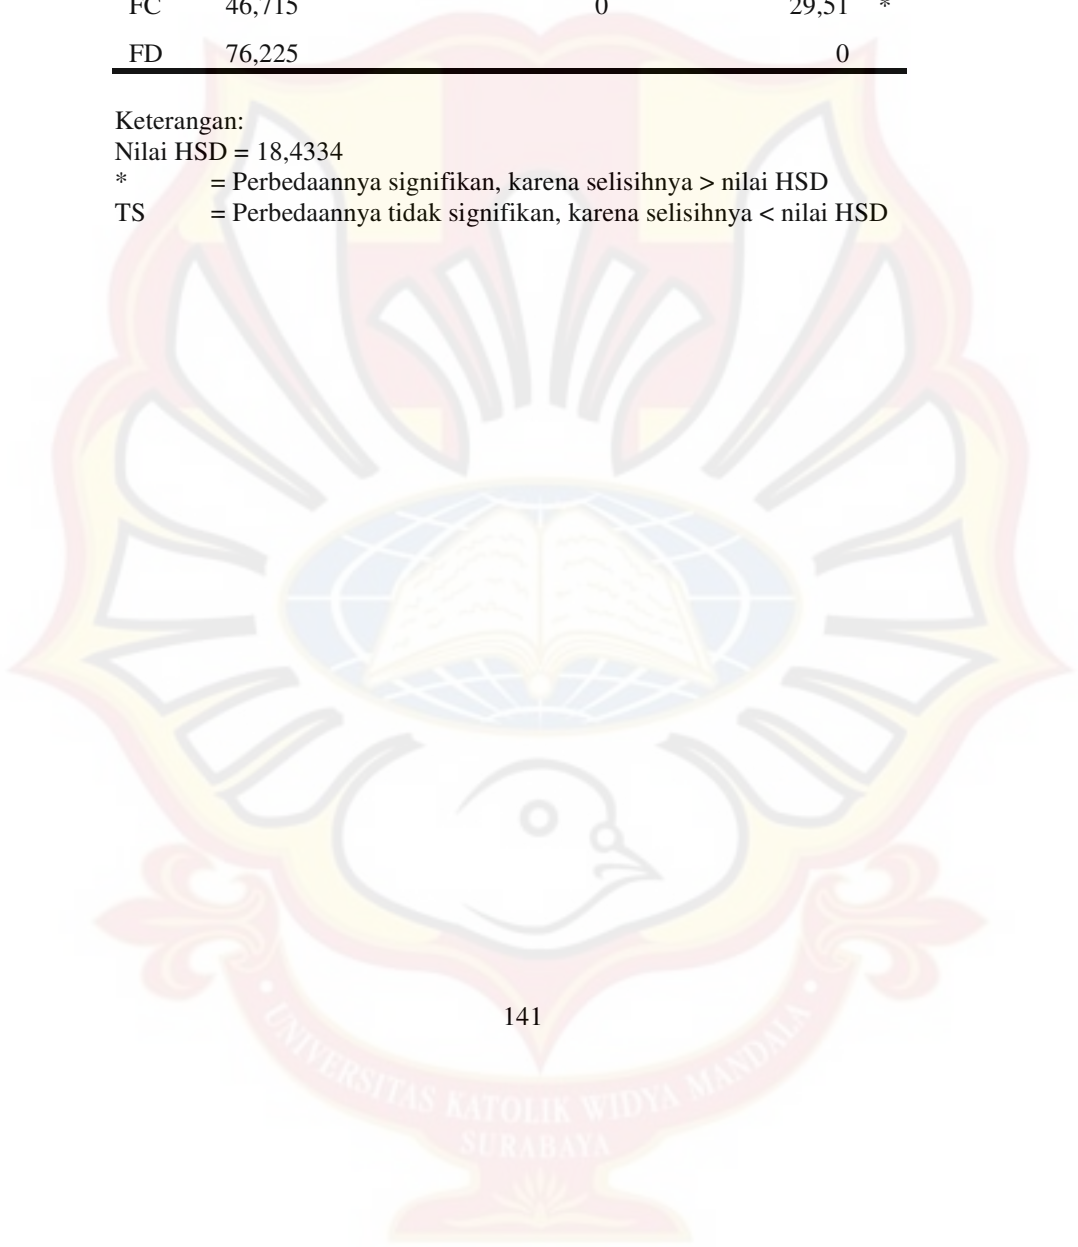 FC 46,715 0 29,51 *
FD 76,225 0
Keterangan:
Nilai HSD = 18,4334
* = Perbedaannya signifikan, karena selisihnya > nilai HSD
TS = Perbedaannya tidak signifikan, karena selisihnya < nilai HSD
141
• UNIVERSITAS KATOLIK WIDYA MANDALA •
SURABAYA